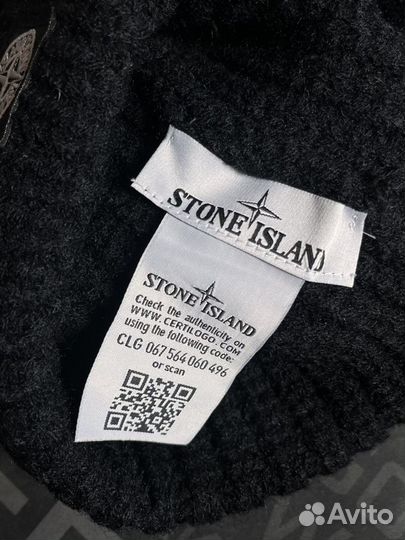 STONE ISLAND
STONE ISLAND
Check the authenticity on
WWW.CERTILOGO.COM
using the following code:
CLG 067 564 060 496
or scan
Avito